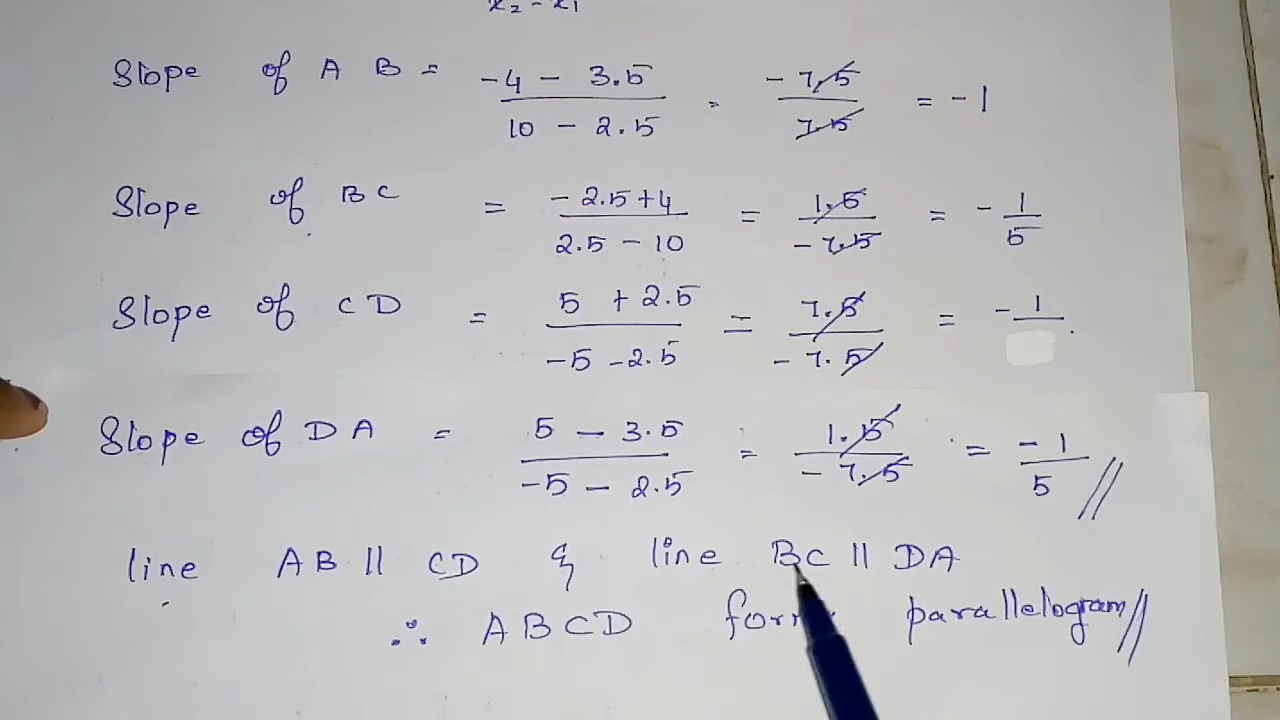 x₂ - x₁
Slope of AB = -4 - 3.5 / 10 - 2.5 = -7.5 / 7.5 = -1
Slope of BC = -2.5+4 / 2.5 - 10 = 1.5 / -7.5 = -1/5
Slope of CD = 5 + 2.5 / -5 - 2.5 = 7.5 / -7.5 = -1/
Slope of DA = 5 - 3.5 / -5 - 2.5 = 1.5 / -7.5 = -1/5 //
line AB || CD & line BC || DA
∴ ABCD parallelogram //